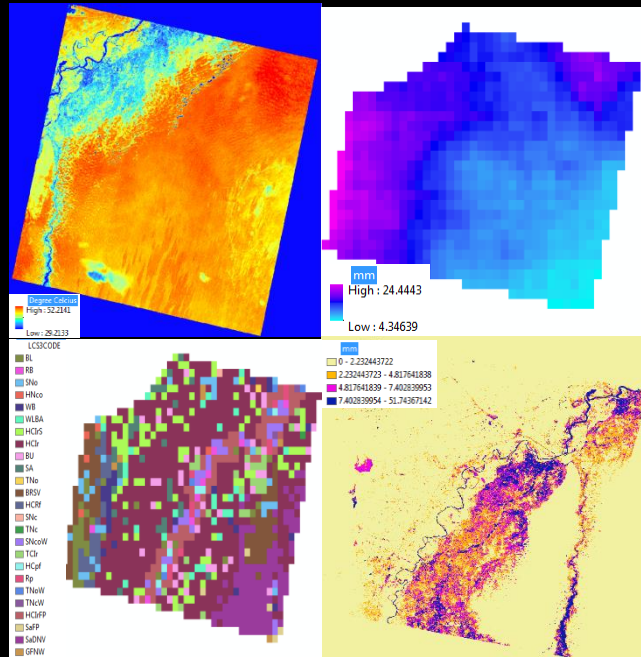 Degree Celcius
High : 52.2141
Low : 29.2133
mm
High : 24.4443
Low : 4.34639
LCS3CODE
BL
RB
SNo
HNco
WB
WLBA
HClrS
HClr
BU
SA
TNo
BRSV
HCRf
SNc
TNc
SNcoW
TClr
HCpf
Rp
TNoW
TNcW
HClrFP
SaFP
SaDNV
GFNW
mm
0 - 2.232443722
2.232443723 - 4.817641838
4.817641839 - 7.402839953
7.402839954 - 51.74367142